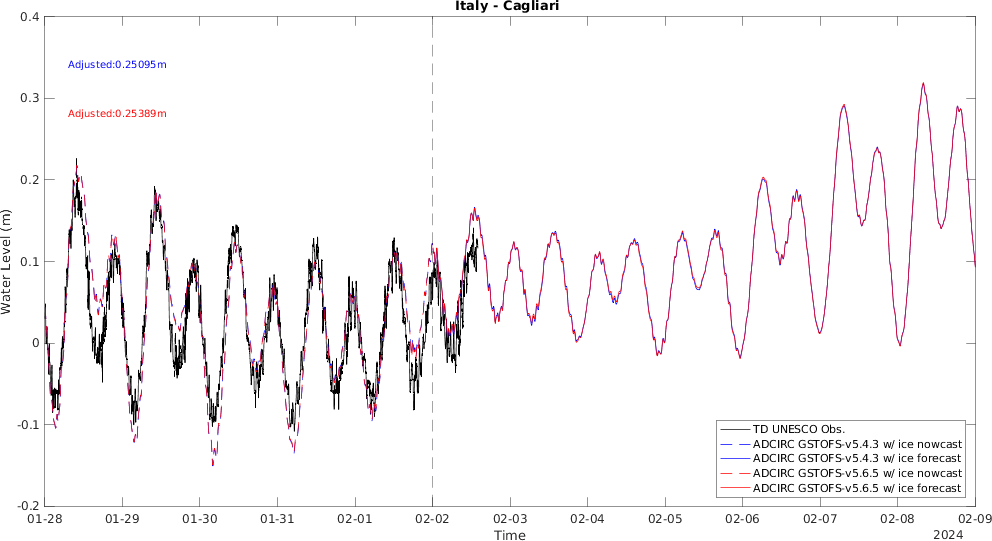 Italy - Cagliari
0.4
0.3
0.2
0.1
0
-0.1
-0.2
Water Level (m)
Adjusted:0.25095m
Adjusted:0.25389m
TD UNESCO Obs.
ADCIRC GSTOFS-v5.4.3 w/ ice nowcast
ADCIRC GSTOFS-v5.4.3 w/ ice forecast
ADCIRC GSTOFS-v5.6.5 w/ ice nowcast
ADCIRC GSTOFS-v5.6.5 w/ ice forecast
01-28 01-29 01-30 01-31 02-01 02-02 02-03 02-04 02-05 02-06 02-07 02-08 02-09
Time
2024